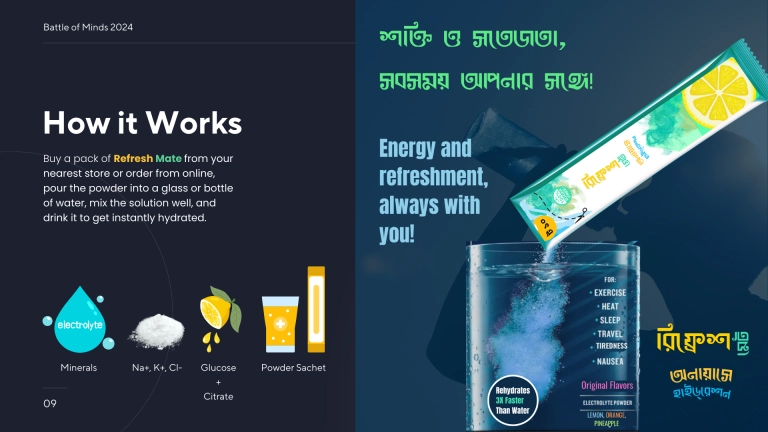 Battle of Minds 2024
How it Works
Buy a pack of Refresh Mate from your
nearest store or order from online,
pour the powder into a glass or bottle
of water, mix the solution well, and
drink it to get instantly hydrated.
electrolyte
Minerals
Na+, K+, Cl-
Glucose
+
Citrate
Powder Sachet
09
শক্তি ও সতেজতা,
সবসময় আপনার সঙ্গে!
Energy and
refreshment,
always with
you!
রিফ্রেশ মেট
৳২০
FOR:
+ EXERCISE
+ HEAT
+ SLEEP
+ TRAVEL
+ TIREDNESS
+ NAUSEA
Original Flavors
ELECTROLYTE POWDER
LEMON, ORANGE,
PINEAPPLE
Rehydrates
3X Faster
Than Water
রিফ্রেশ মেট
অনায়াসে
হাইড্রেশন